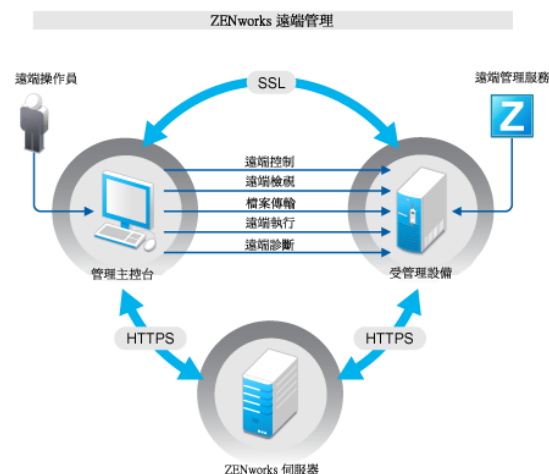 ZENworks 遠端管理
遠端操作員
SSL
遠端管理服務
Z
遠端控制
遠端檢視
檔案傳輸
遠端執行
遠端診斷
管理主控台
受管理設備
HTTPS
HTTPS
ZENworks 伺服器